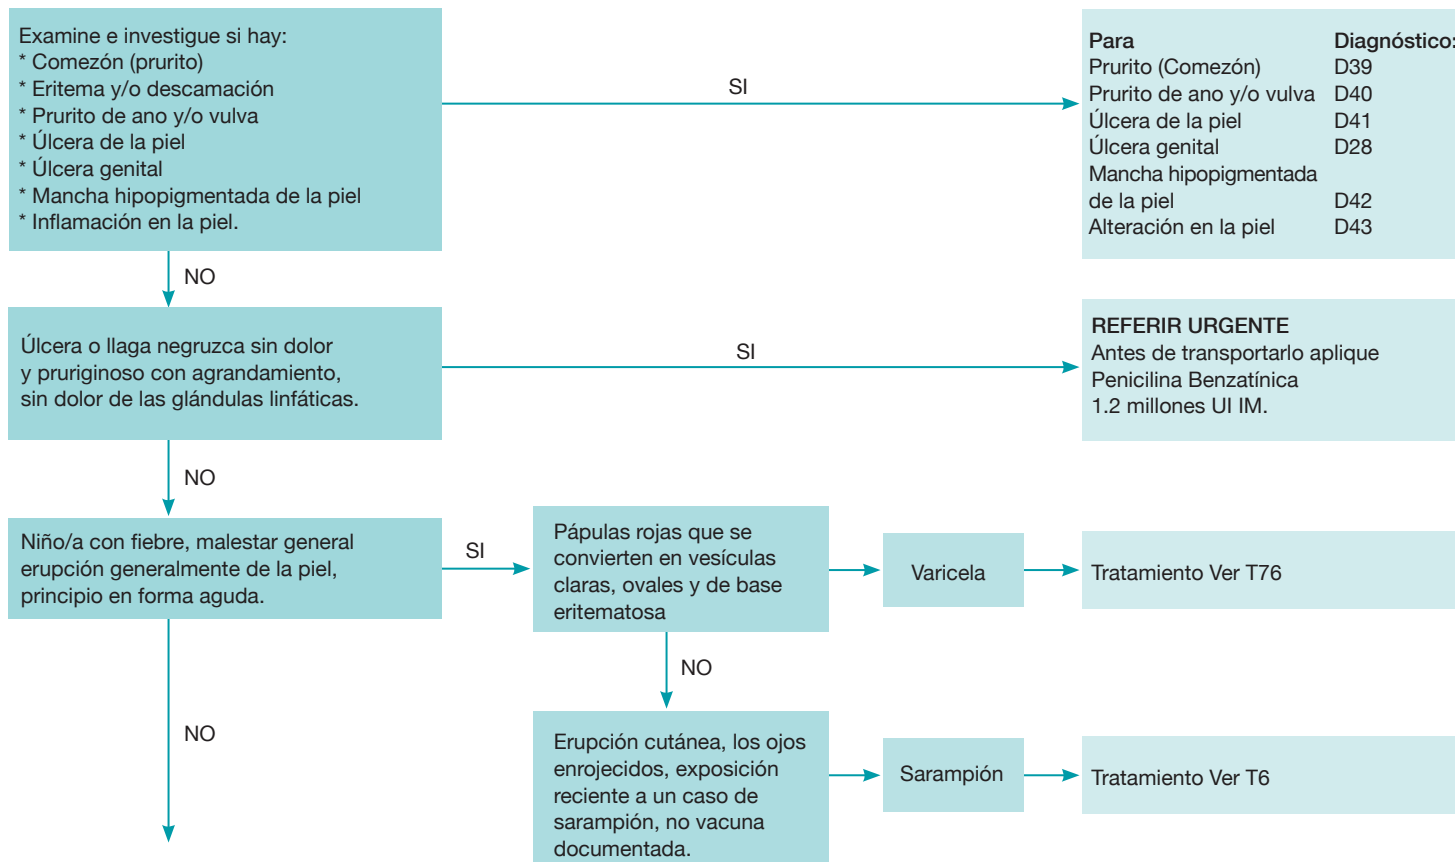 Examine e investigue si hay:
* Comezón (prurito)
* Eritema y/o descamación
* Prurito de ano y/o vulva
* Úlcera de la piel
* Úlcera genital
* Mancha hipopigmentada de la piel
* Inflamación en la piel.
SI
Para Diagnóstico:
Prurito (Comezón) D39
Prurito de ano y/o vulva D40
Úlcera de la piel D41
Úlcera genital D28
Mancha hipopigmentada
de la piel D42
Alteración en la piel D43
NO
Úlcera o llaga negruzca sin dolor
y pruriginoso con agrandamiento,
sin dolor de las glándulas linfáticas.
SI
REFERIR URGENTE
Antes de transportarlo aplique
Penicilina Benzatínica
1.2 millones UI IM.
NO
Niño/a con fiebre, malestar general
erupción generalmente de la piel,
principio en forma aguda.
SI
Pápulas rojas que se
convierten en vesículas
claras, ovales y de base
eritematosa
Varicela
Tratamiento Ver T76
NO
NO
Erupción cutánea, los ojos
enrojecidos, exposición
reciente a un caso de
sarampión, no vacuna
documentada.
Sarampión
Tratamiento Ver T6